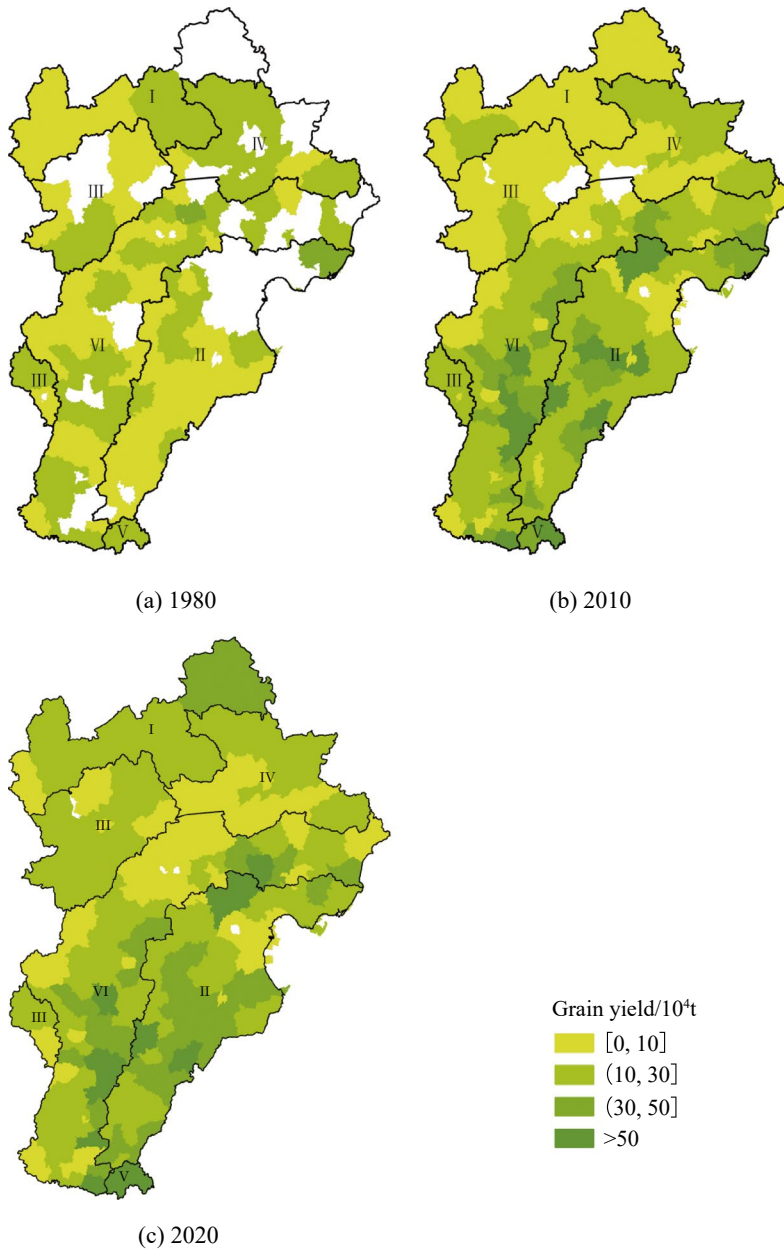 I
IV
III
VI
II
III
V
(a) 1980
I
IV
III
VI
II
III
V
(b) 2010
I
IV
III
VI
II
III
V
(c) 2020
Grain yield/10⁴t
[0, 10]
(10, 30]
(30, 50]
>50